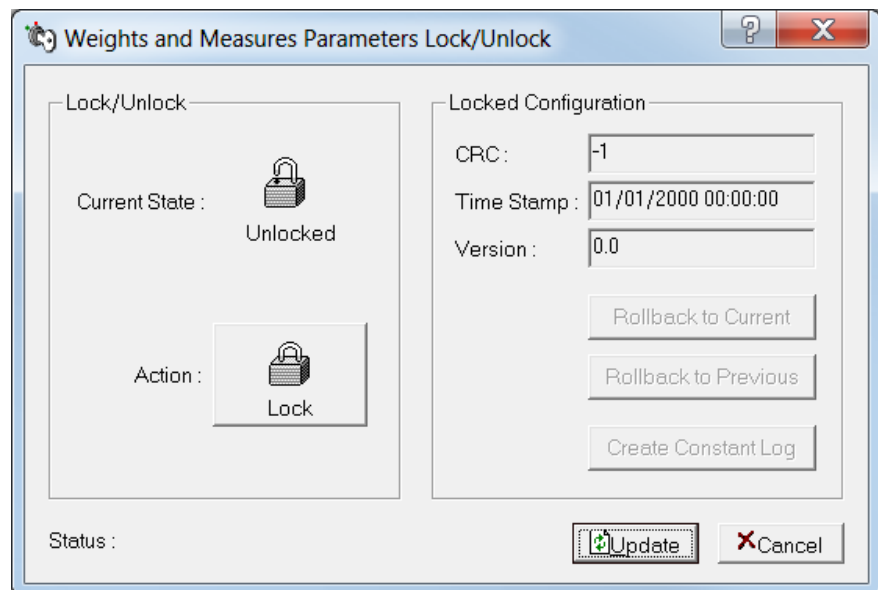 Weights and Measures Parameters Lock/Unlock
Lock/Unlock
Current State :
Unlocked
Action :
Lock
Locked Configuration
CRC :
-1
Time Stamp :
01/01/2000 00:00:00
Version :
0.0
Rollback to Current
Rollback to Previous
Create Constant Log
Status :
Update
Cancel